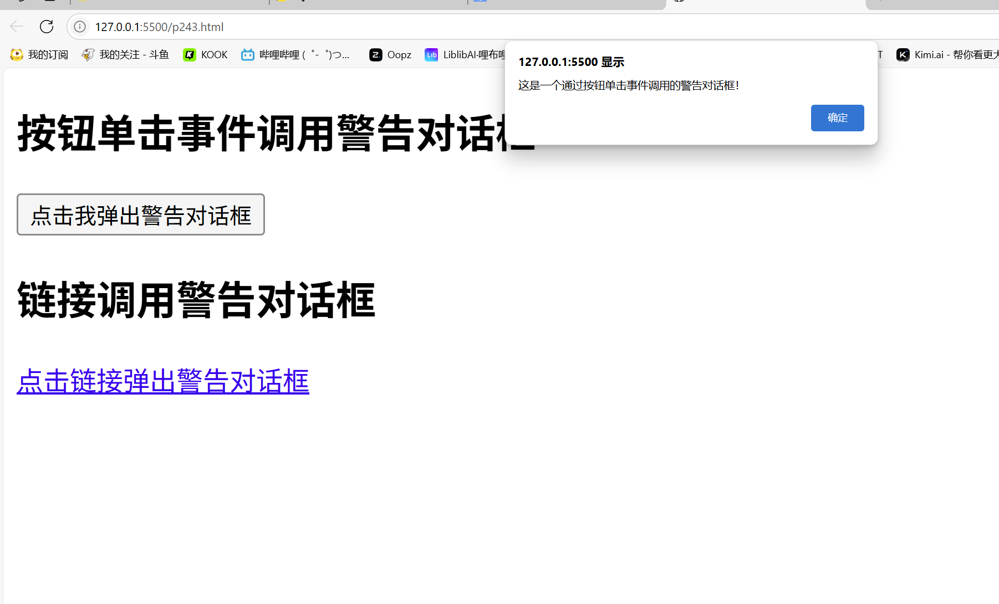 127.0.0.1:5500/p243.html
我的订阅 我的关注 - 斗鱼 KOOK 哔哩哔哩 (゜-゜)つ... Oopz LiblibAI·哩布哩 T Kimi.ai - 帮你看更大
127.0.0.1:5500 显示
这是一个通过按钮单击事件调用的警告对话框！
确定
按钮单击事件调用警告对话框
点击我弹出警告对话框
链接调用警告对话框
点击链接弹出警告对话框